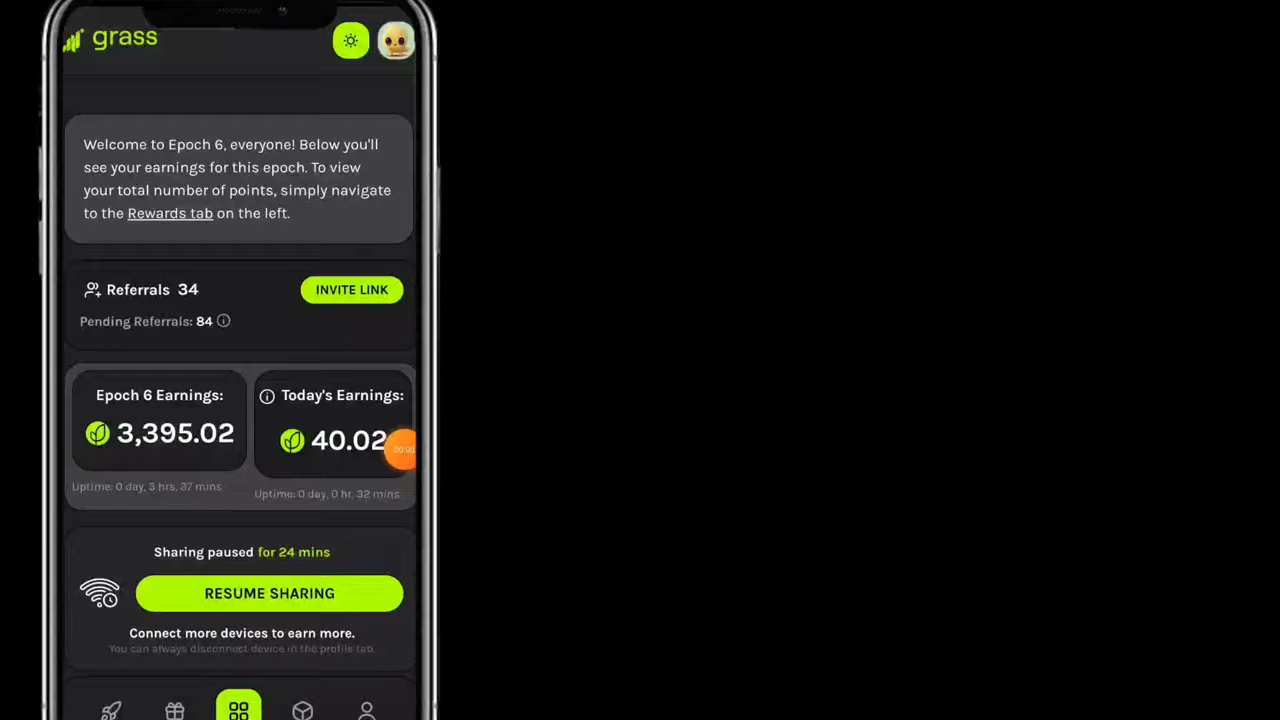 grass
Welcome to Epoch 6, everyone! Below you'll
see your earnings for this epoch. To view
your total number of points, simply navigate
to the Rewards tab on the left.
Referrals 34
INVITE LINK
Pending Referrals: 84
Epoch 6 Earnings:
3,395.02
Uptime: 0 day, 3 hrs, 37 mins
Today's Earnings:
40.02
00:00
Uptime: 0 day, 0 hr, 32 mins
Sharing paused for 24 mins
RESUME SHARING
Connect more devices to earn more.
You can always disconnect device in the profile tab.